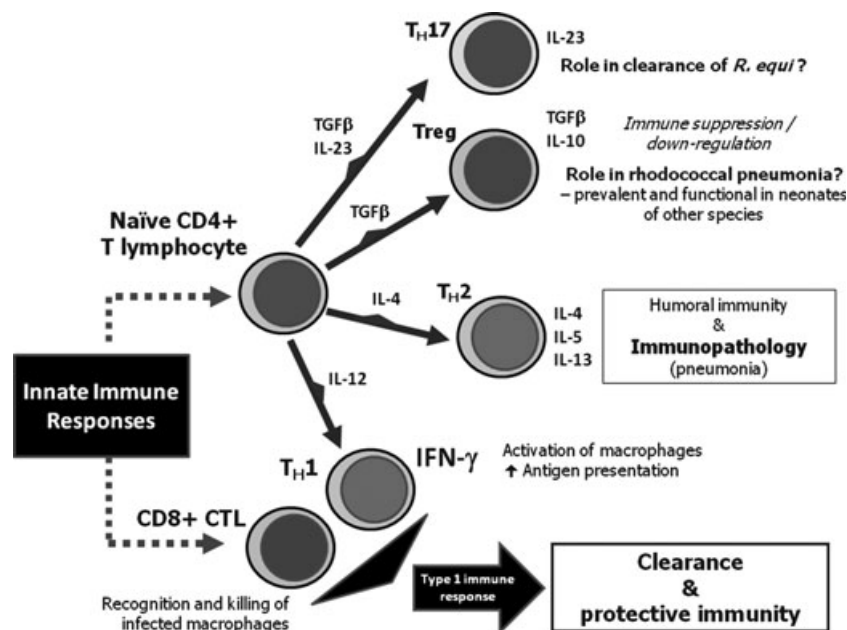 T_H17
IL-23
Role in clearance of R. equi ?
TGFβ
IL-23
Treg
TGFβ
IL-10
Immune suppression /
down-regulation
Role in rhodococcal pneumonia?
– prevalent and functional in neonates
of other species
TGFβ
Naïve CD4+
T lymphocyte
IL-4
T_H2
IL-4
IL-5
IL-13
Humoral immunity
&
Immunopathology
(pneumonia)
Innate Immune
Responses
IL-12
T_H1
IFN-γ
Activation of macrophages
↑ Antigen presentation
CD8+ CTL
Recognition and killing of
infected macrophages
Type 1 immune
response
Clearance
&
protective immunity